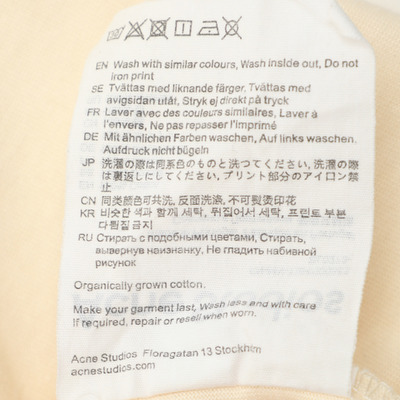 EN Wash with similar colours, Wash inside out, Do not
iron print
SE Tvättas med liknande färger, Tvättas med
avigsidan utåt, Stryk ej direkt på tryck
FR Laver avec des couleurs similaires, Laver à
l'envers, Ne pas repasser l'imprimé
DE Mit ähnlichen Farben waschen, Auf links waschen.
Aufdruck nicht bügeln
JP 洗濯の際は同系色のものと洗つてください, 洗濯の際
は裏返しにしてください, プリント部分のアイロン禁
止
CN 同类颜色可共洗, 反面洗涤, 不可熨烫印花
KR 비슷한 색과 함께 세탁, 뒤집어서 세탁, 프린트 부분
다림질금지
RU Стирать с подобными цветами, Стирать,
вывернув наизнанку, Не гладить набивной
рисунок
Organically grown cotton.
Make your garment last, Wash less and with care
If required, repair or resell when worn.
Acne Studios Floragatan 13 Stockholm
acnestudios.com